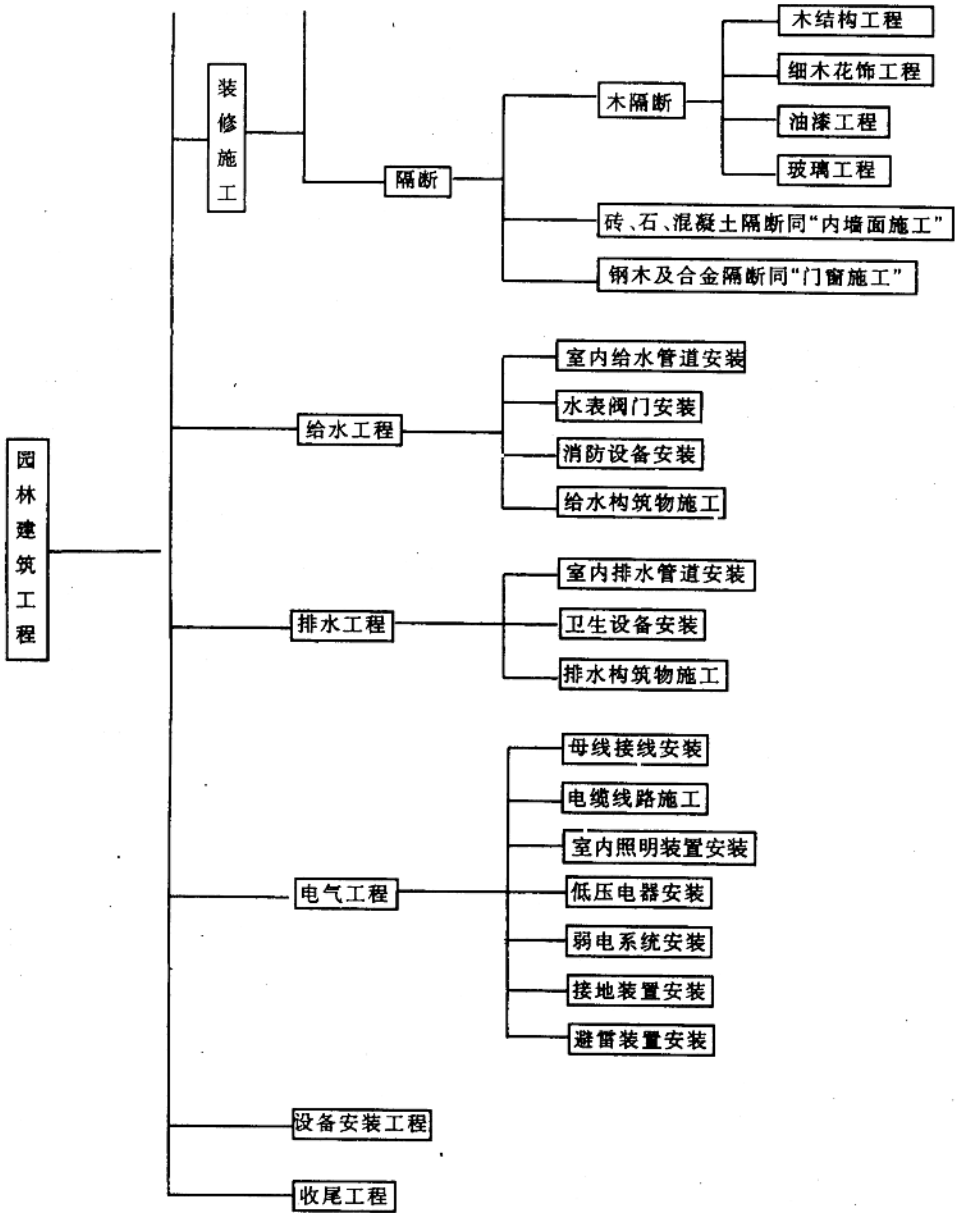 园林建筑工程
装修施工
隔断
木隔断
木结构工程
细木花饰工程
油漆工程
玻璃工程
砖、石、混凝土隔断同“内墙面施工”
钢木及合金隔断同“门窗施工”
给水工程
室内给水管道安装
水表阀门安装
消防设备安装
给水构筑物施工
排水工程
室内排水管道安装
卫生设备安装
排水构筑物施工
电气工程
母线接线安装
电缆线路施工
室内照明装置安装
低压电器安装
弱电系统安装
接地装置安装
避雷装置安装
设备安装工程
收尾工程